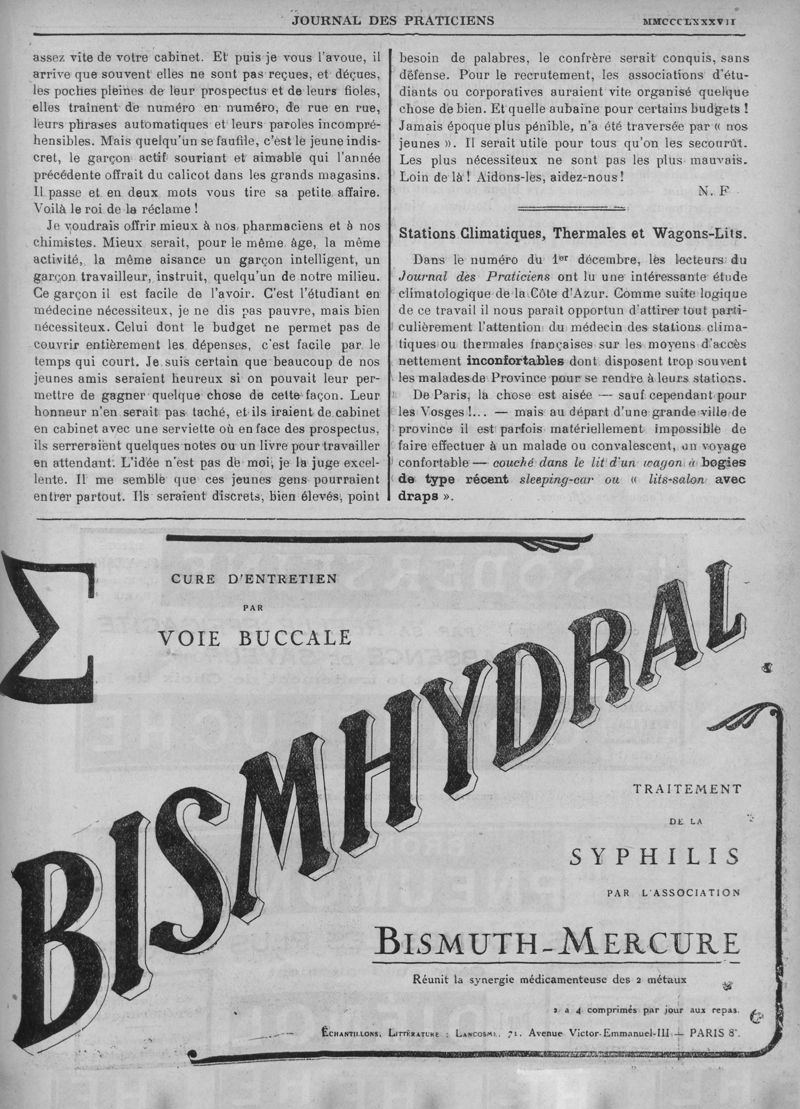 JOURNAL DES PRATICIENS
MMCCCLXXXVII
assez vite de votre cabinet. Et puis je vous l'avoue, il
arrive que souvent elles ne sont pas reçues, et déçues,
les poches pleines de leur prospectus et de leurs fioles,
elles traînent de numéro en numéro, de rue en rue,
leurs phrases automatiques et leurs paroles incompré-
hensibles. Mais quelqu'un se faufile, c'est le jeune indis-
cret, le garçon actif souriant et aimable qui l'année
précédente offrait du calicot dans les grands magasins.
Il passe et en deux mots vous tire sa petite affaire.
Voilà le roi de la réclame !
Je voudrais offrir mieux à nos pharmaciens et à nos
chimistes. Mieux serait, pour le même âge, la même
activité, la même aisance un garçon intelligent, un
garçon travailleur, instruit, quelqu'un de notre milieu.
Ce garçon il est facile de l'avoir. C'est l'étudiant en
médecine nécessiteux, je ne dis pas pauvre, mais bien
nécessiteux. Celui dont le budget ne permet pas de
couvrir entièrement les dépenses, c'est facile par le
temps qui court. Je suis certain que beaucoup de nos
jeunes amis seraient heureux si on pouvait leur per-
mettre de gagner quelque chose de cette façon. Leur
honneur n'en serait pas taché, et ils iraient de cabinet
en cabinet avec une serviette où en face des prospectus,
ils serreraient quelques notes ou un livre pour travailler
en attendant. L'idée n'est pas de moi, je la juge excel-
lente. Il me semble que ces jeunes gens pourraient
entrer partout. Ils seraient discrets, bien élevés, point
besoin de palabres, le confrère serait conquis, sans
défense. Pour le recrutement, les associations d'étu-
diants ou corporatives auraient vite organisé quelque
chose de bien. Et quelle aubaine pour certains budgets !
Jamais époque plus pénible, n'a été traversée par « nos
jeunes ». Il serait utile pour tous qu'on les secourût.
Les plus nécessiteux ne sont pas les plus mauvais.
Loin de là ! Aidons-les, aidez-nous !
N. F
Stations Climatiques, Thermales et Wagons-Lits.
Dans le numéro du 1er décembre, les lecteurs du
Journal des Praticiens ont lu une intéressante étude
climatologique de la Côte d'Azur. Comme suite logique
de ce travail il nous paraît opportun d'attirer tout parti-
culièrement l'attention du médecin des stations clima-
tiques ou thermales françaises sur les moyens d'accès
nettement inconfortables dont disposent trop souvent
les malades de Province pour se rendre à leurs stations.
De Paris, la chose est aisée — sauf cependant pour
les Vosges !... — mais au départ d'une grande ville de
province il est parfois matériellement impossible de
faire effectuer à un malade ou convalescent, un voyage
confortable — couché dans le lit d'un wagon à bogies
de type récent sleeping-car ou « lits-salon avec
draps ».
Σ
CURE D'ENTRETIEN
PAR
VOIE BUCCALE
BISMHYDRAL
TRAITEMENT
DE LA
SYPHILIS
PAR L'ASSOCIATION
BISMUTH-MERCURE
Réunit la synergie médicamenteuse des 2 métaux
2 a 4 comprimés par jour aux repas.
ÉCHANTILLONS, LITTÉRATURE : LANCOSME, 71, Avenue Victor-Emmanuel-III — PARIS 8e.